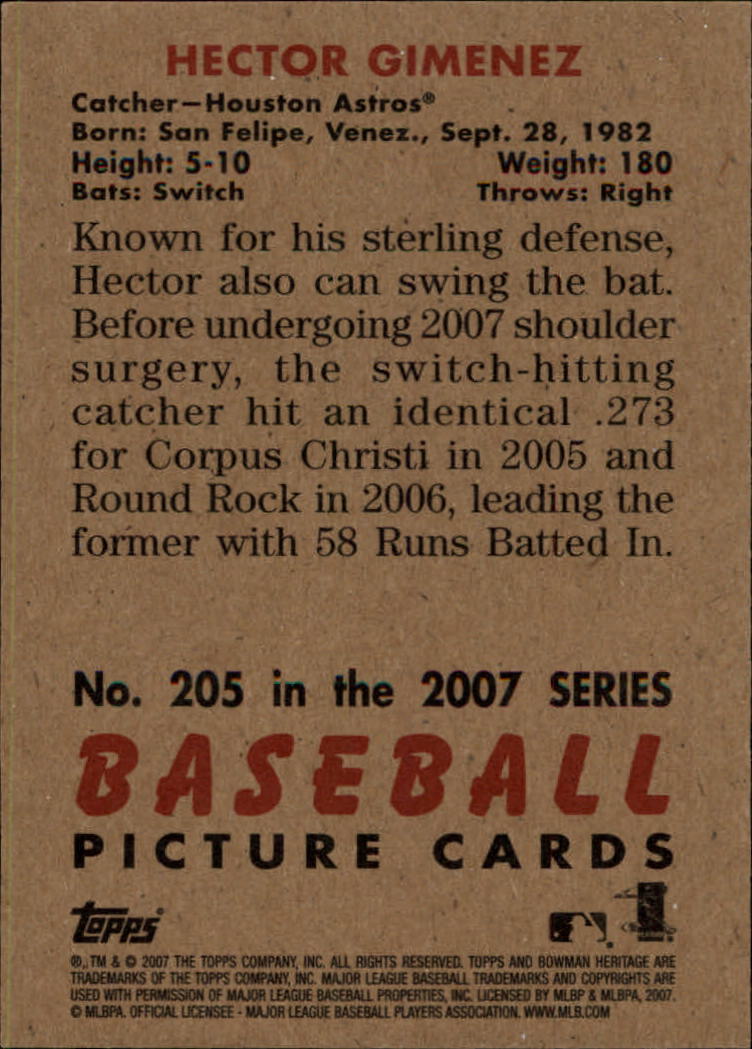 HECTOR GIMENEZ
Catcher—Houston Astros®
Born: San Felipe, Venez., Sept. 28, 1982
Height: 5-10 Weight: 180
Bats: Switch Throws: Right
Known for his sterling defense,
Hector also can swing the bat.
Before undergoing 2007 shoulder
surgery, the switch-hitting
catcher hit an identical .273
for Corpus Christi in 2005 and
Round Rock in 2006, leading the
former with 58 Runs Batted In.
No. 205 in the 2007 SERIES
BASEBALL
PICTURE CARDS
topps
®, TM & © 2007 THE TOPPS COMPANY, INC. ALL RIGHTS RESERVED. TOPPS AND BOWMAN HERITAGE ARE
TRADEMARKS OF THE TOPPS COMPANY, INC. MAJOR LEAGUE BASEBALL TRADEMARKS AND COPYRIGHTS ARE
USED WITH PERMISSION OF MAJOR LEAGUE BASEBALL PROPERTIES, INC. LICENSED BY MLBP & MLBPA, 2007.
© MLBPA. OFFICIAL LICENSEE - MAJOR LEAGUE BASEBALL PLAYERS ASSOCIATION. WWW.MLB.COM